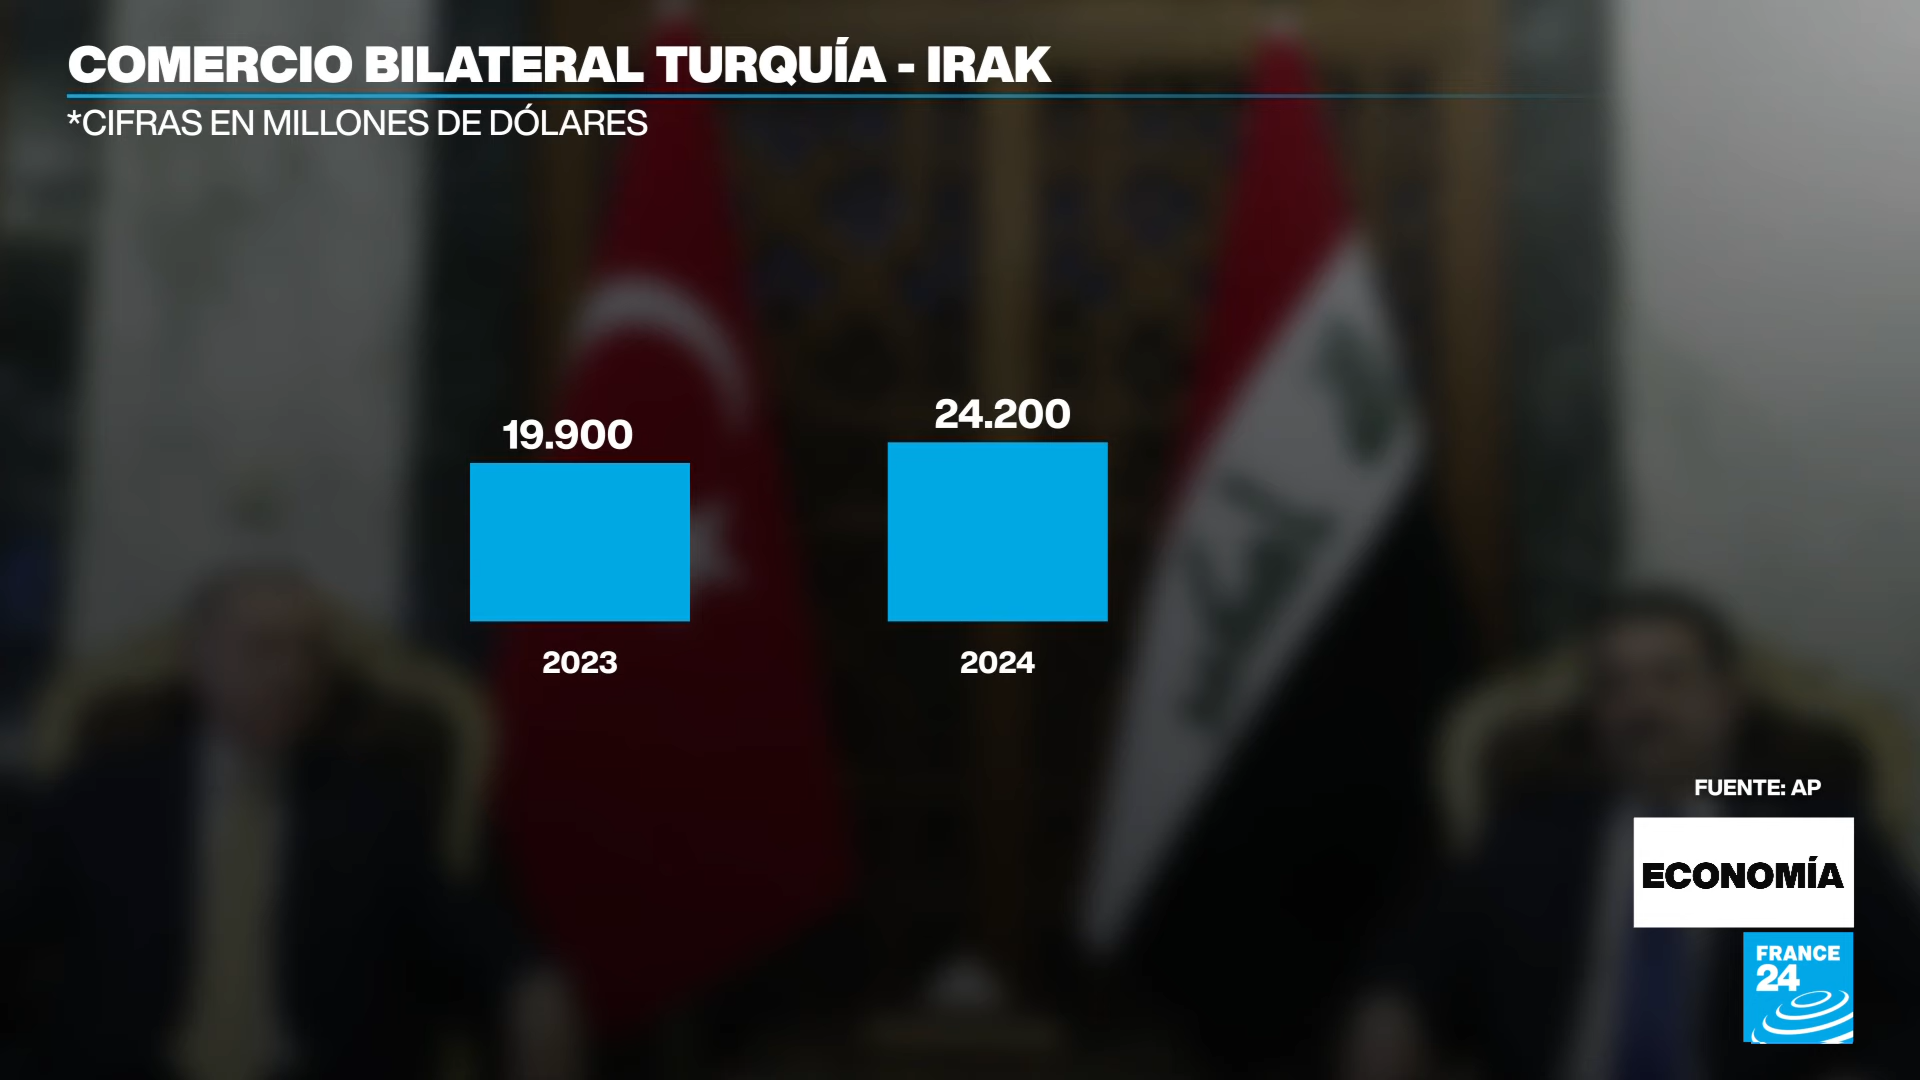 COMERCIO BILATERAL TURQUÍA - IRAK
*CIFRAS EN MILLONES DE DÓLARES
19.900
24.200
2023
2024
FUENTE: AP
ECONOMÍA
FRANCE
24